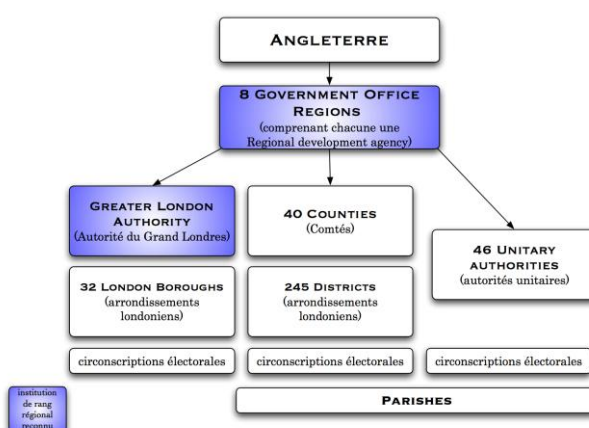 ANGLETERRE
8 GOVERNMENT OFFICE
REGIONS
(comprenant chacune une
Regional development agency)
GREATER LONDON
AUTHORITY
(Autorité du Grand Londres)
40 COUNTIES
(Comtés)
46 UNITARY
AUTHORITIES
(autorités unitaires)
32 LONDON BOROUGHS
(arrondissements
londoniens)
245 DISTRICTS
(arrondissements
londoniens)
circonscriptions électorales
circonscriptions électorales
circonscriptions électorales
PARISHES
institution
de rang
régional
reconnu